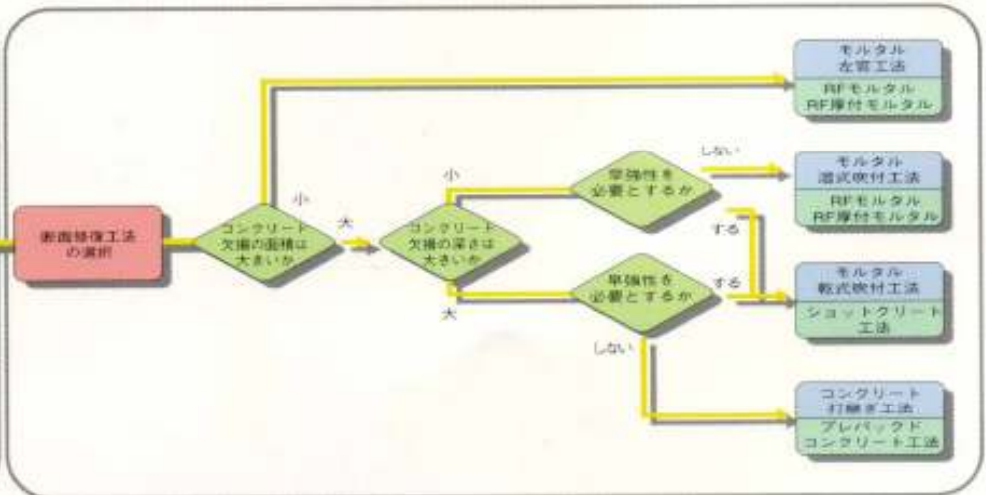 断面修復工法
の選択
コンクリート
欠損の面積は
大きいか
小
大
コンクリート
欠損の深さは
大きいか
小
大
早強性を
必要とするか
しない
する
早強性を
必要とするか
する
しない
モルタル
左官工法
RFモルタル
RF厚付モルタル
モルタル
湿式吹付工法
RFモルタル
RF厚付モルタル
モルタル
乾式吹付工法
ショットクリート
工法
コンクリート
打継ぎ工法
プレパックド
コンクリート工法